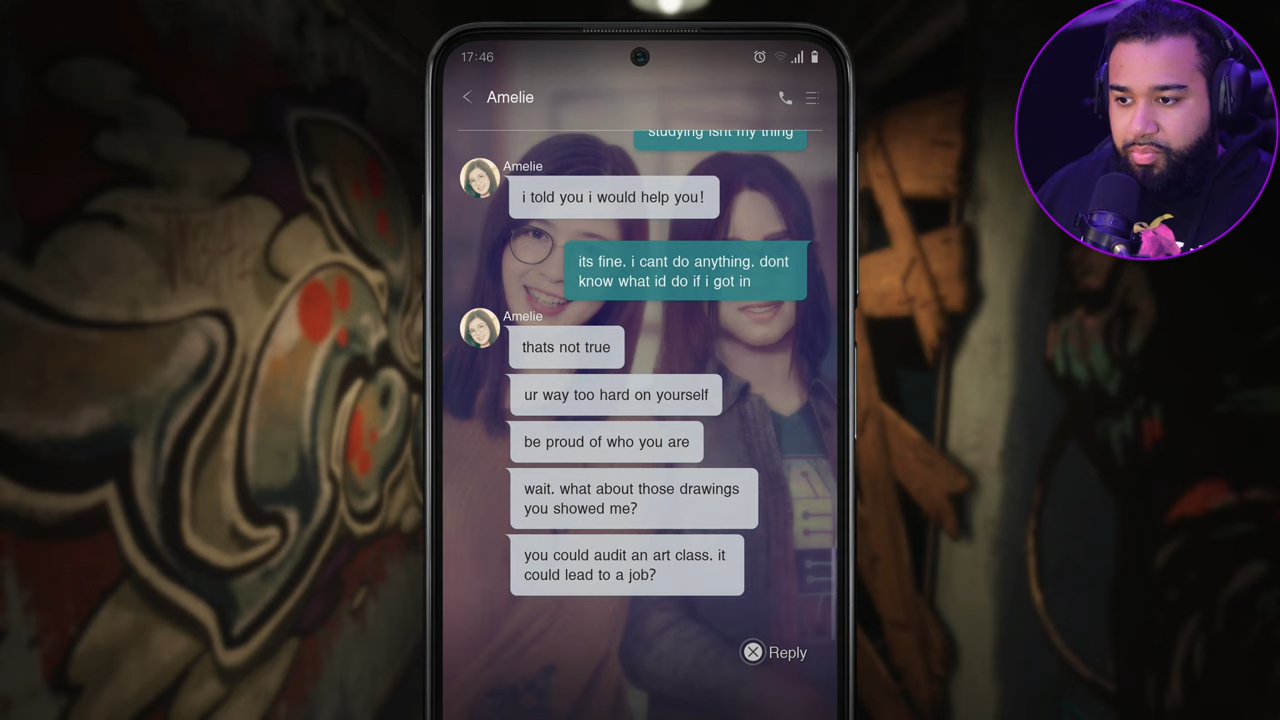 17:46
Amelie
studying isnt my thing
Amelie
i told you i would help you!
its fine. i cant do anything. dont
know what id do if i got in
Amelie
thats not true
ur way too hard on yourself
be proud of who you are
wait. what about those drawings
you showed me?
you could audit an art class. it
could lead to a job?
Reply